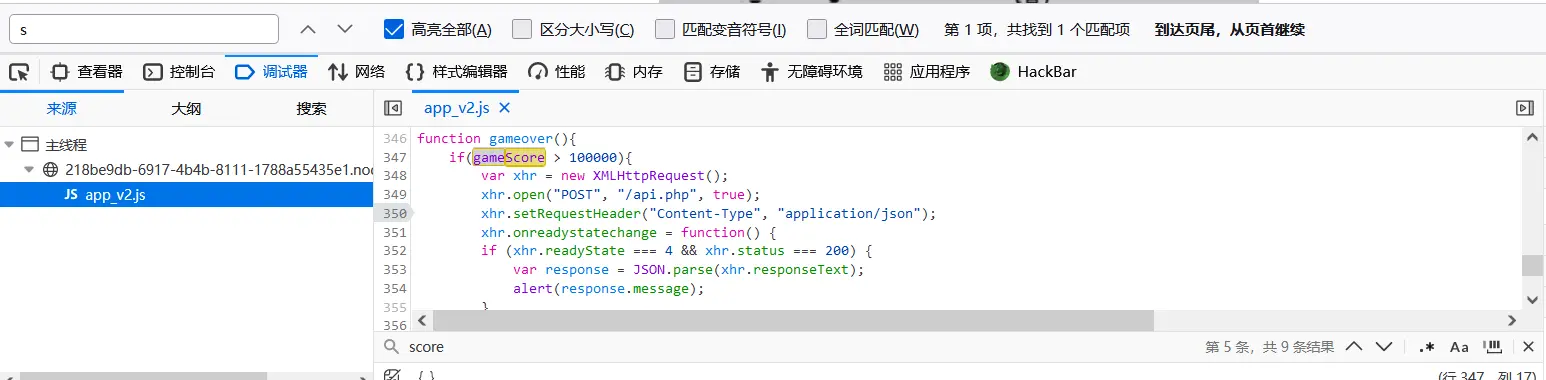 s
高亮全部(A) 区分大小写(C) 匹配变音符号(I) 全词匹配(W) 第 1 项，共找到 1 个匹配项 到达页尾，从页首继续
查看器 控制台 调试器 网络 样式编辑器 性能 内存 存储 无障碍环境 应用程序 HackBar
来源 大纲 搜索 app_v2.js
主线程
218be9db-6917-4b4b-8111-1788a55435e1.noc
JS app_v2.js
346 function gameover(){
347 if(gameScore > 100000){
348 var xhr = new XMLHttpRequest();
349 xhr.open("POST", "/api.php", true);
350 xhr.setRequestHeader("Content-Type", "application/json");
351 xhr.onreadystatechange = function() {
352 if (xhr.readyState === 4 && xhr.status === 200) {
353 var response = JSON.parse(xhr.responseText);
354 alert(response.message);
355 }
356
score 第 5 条，共 9 条结果 .* Aa
{ } (行 347, 列 17)